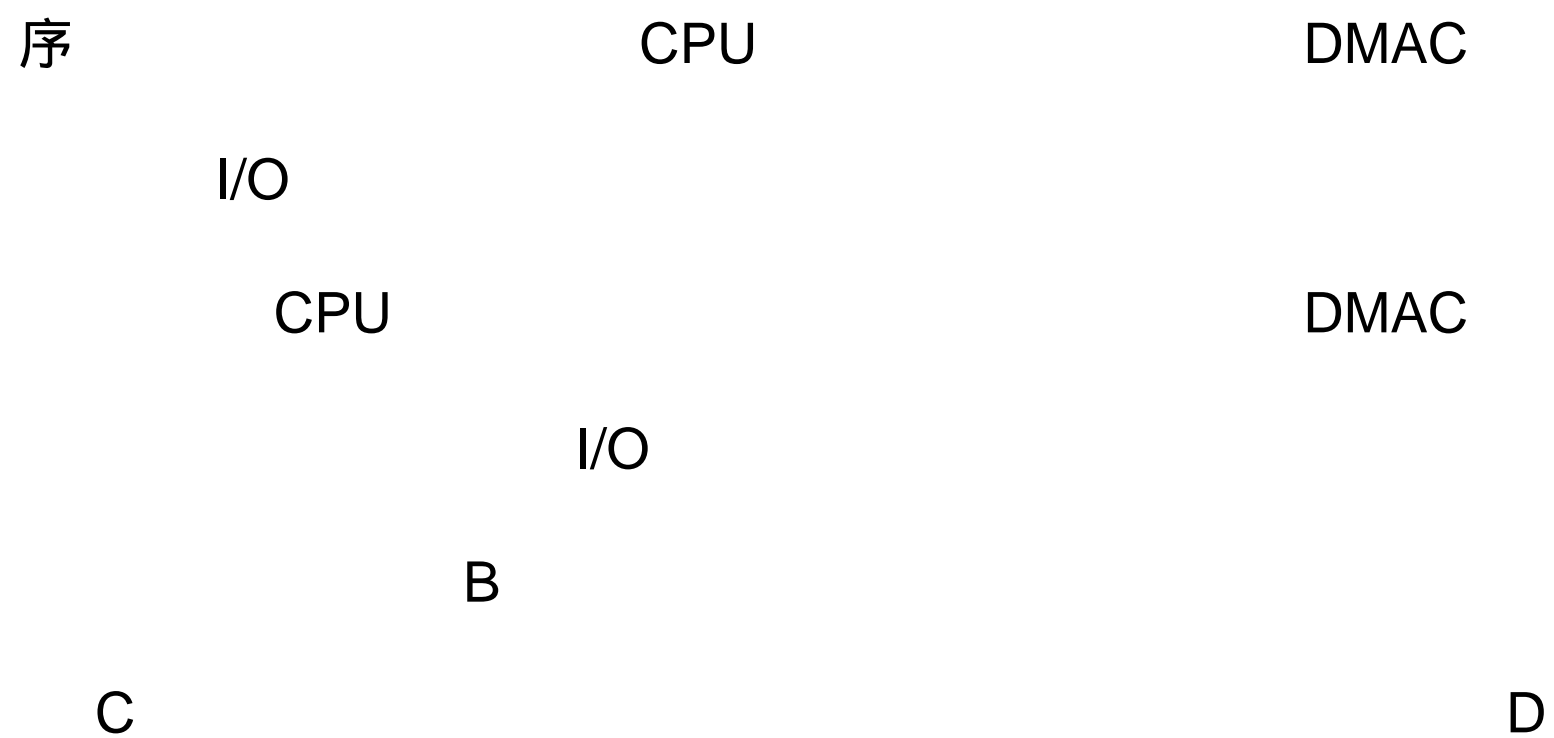 序 CPU DMAC
I/O
CPU DMAC
I/O
B
C D